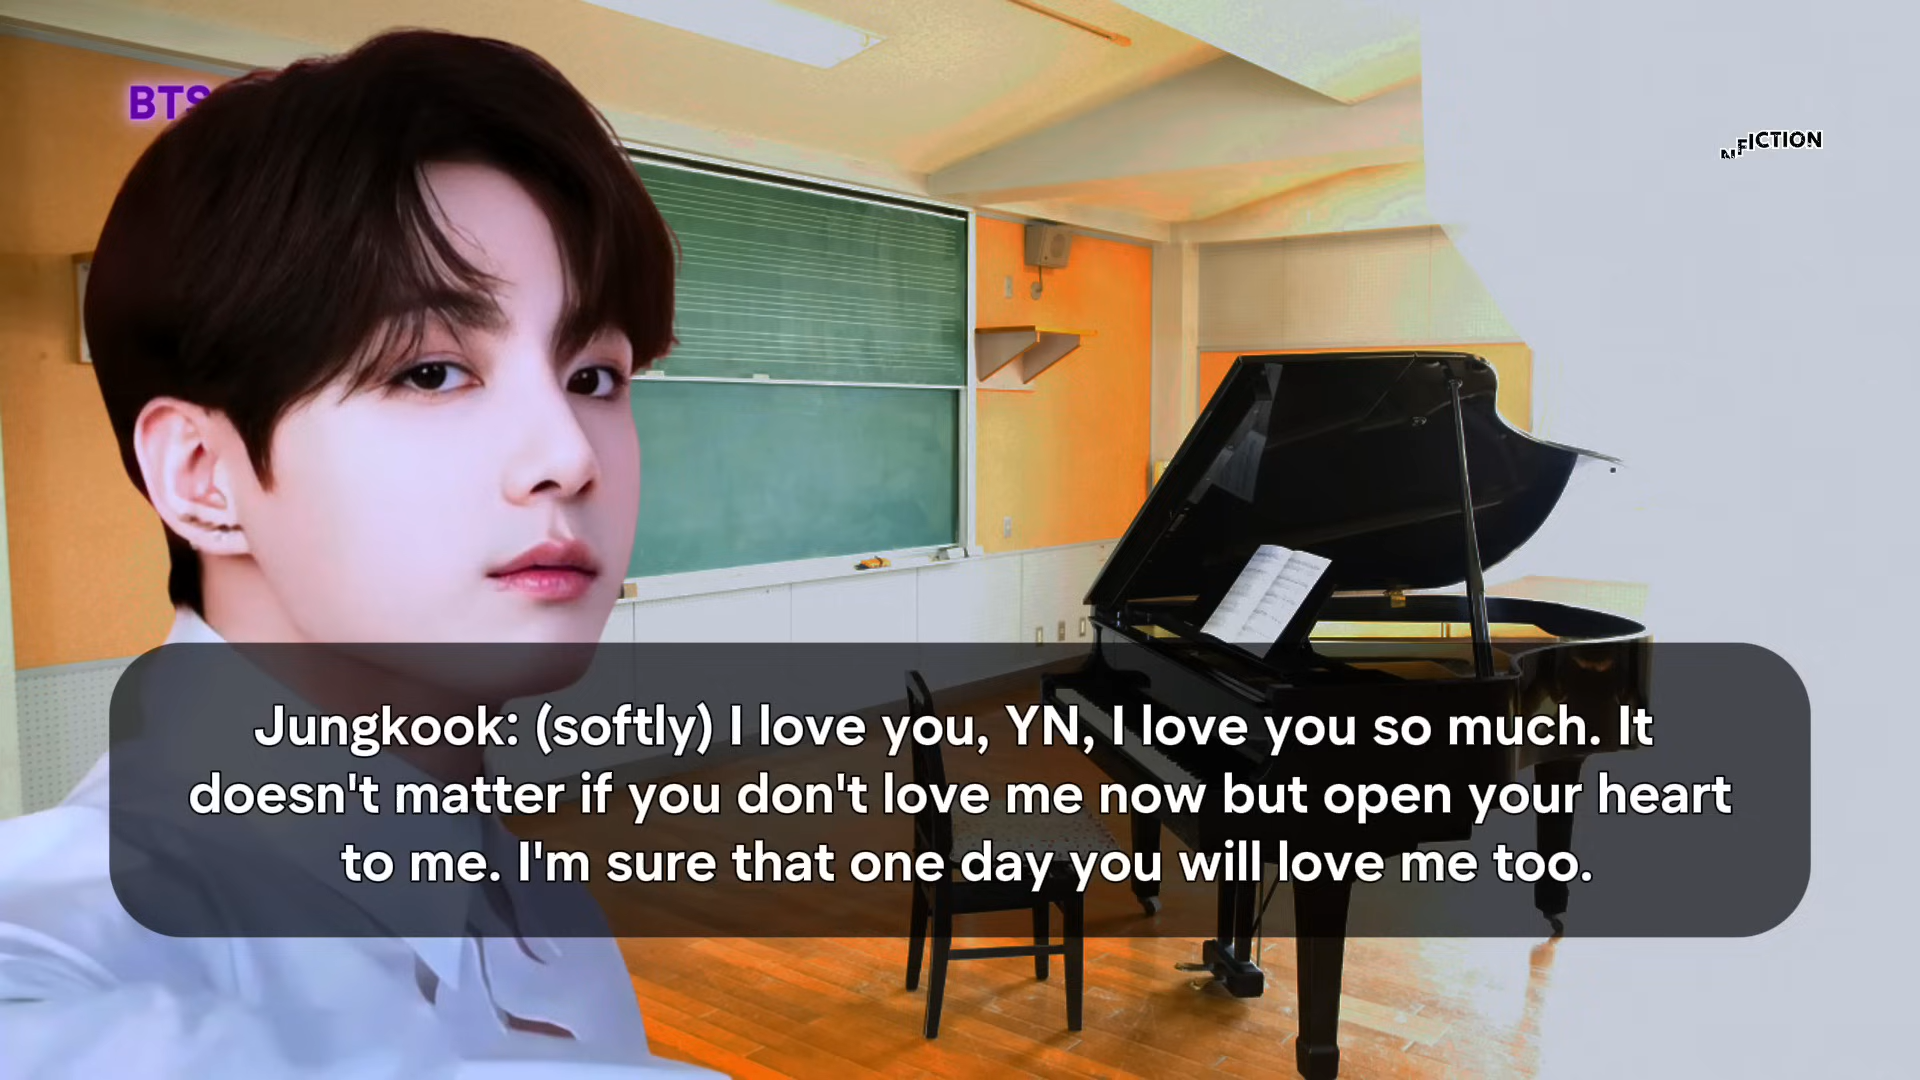 BTS
FICTION
Jungkook: (softly) I love you, YN, I love you so much. It
doesn't matter if you don't love me now but open your heart
to me. I'm sure that one day you will love me too.